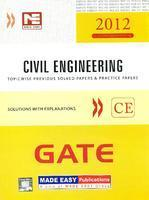 2012
CIVIL ENGINEERING
TOPICWISE PREVIOUS SOLVED PAPERS & PRACTICE PAPERS
SOLUTIONS WITH EXPLANATIONS
CE
GATE
MADE EASY Publications